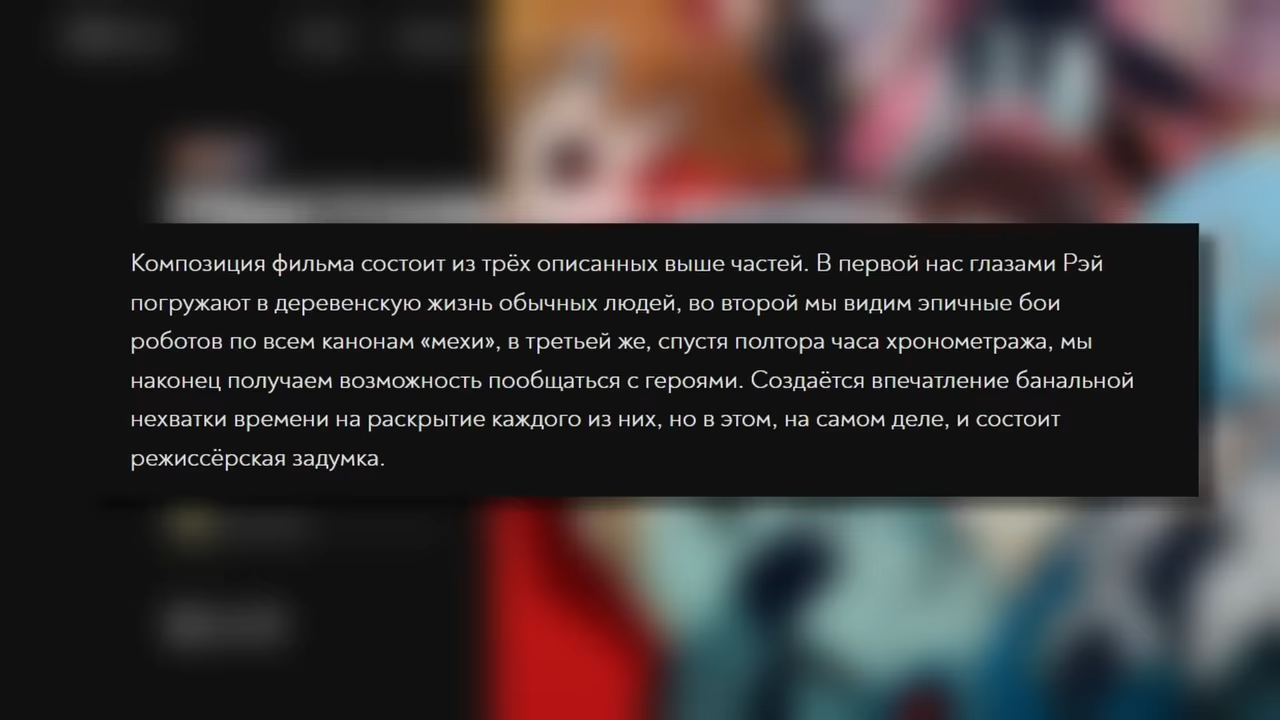 Композиция фильма состоит из трёх описанных выше частей. В первой нас глазами Рэй
погружают в деревенскую жизнь обычных людей, во второй мы видим эпичные бои
роботов по всем канонам «мехи», в третьей же, спустя полтора часа хронометража, мы
наконец получаем возможность пообщаться с героями. Создаётся впечатление банальной
нехватки времени на раскрытие каждого из них, но в этом, на самом деле, и состоит
режиссёрская задумка.